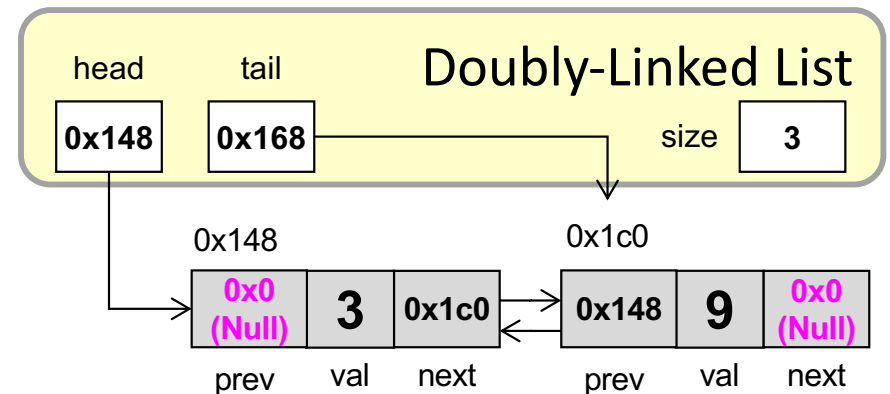 Doubly-Linked List
head tail
0x148 0x168 size 3
0x148 0x1c0
0x0 (Null) 3 0x1c0 0x148 9 0x0 (Null)
prev val next prev val next